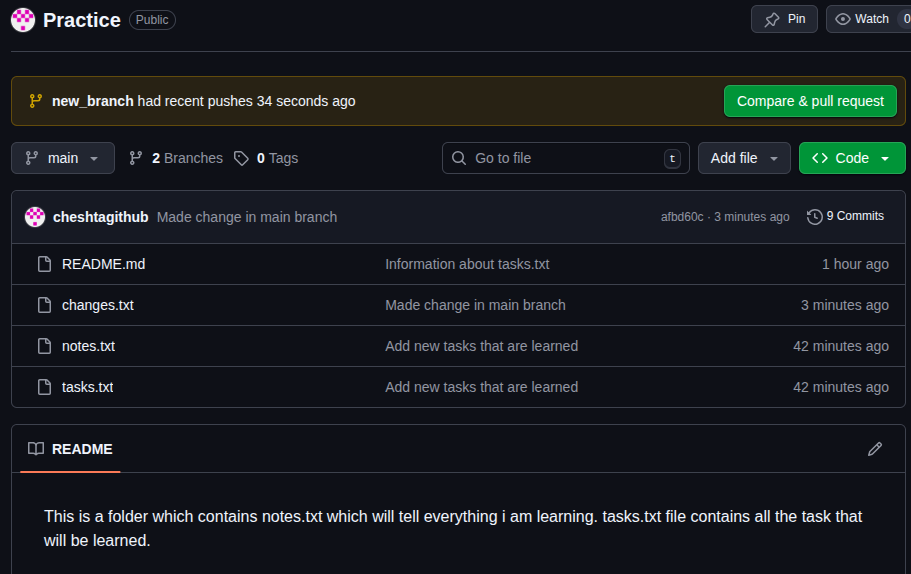 Practice Public Pin Watch 0
new_branch had recent pushes 34 seconds ago Compare & pull request
main 2 Branches 0 Tags Go to file t Add file Code
cheshtagithub Made change in main branch afbd60c · 3 minutes ago 9 Commits
README.md Information about tasks.txt 1 hour ago
changes.txt Made change in main branch 3 minutes ago
notes.txt Add new tasks that are learned 42 minutes ago
tasks.txt Add new tasks that are learned 42 minutes ago
README
This is a folder which contains notes.txt which will tell everything i am learning. tasks.txt file contains all the task that
will be learned.